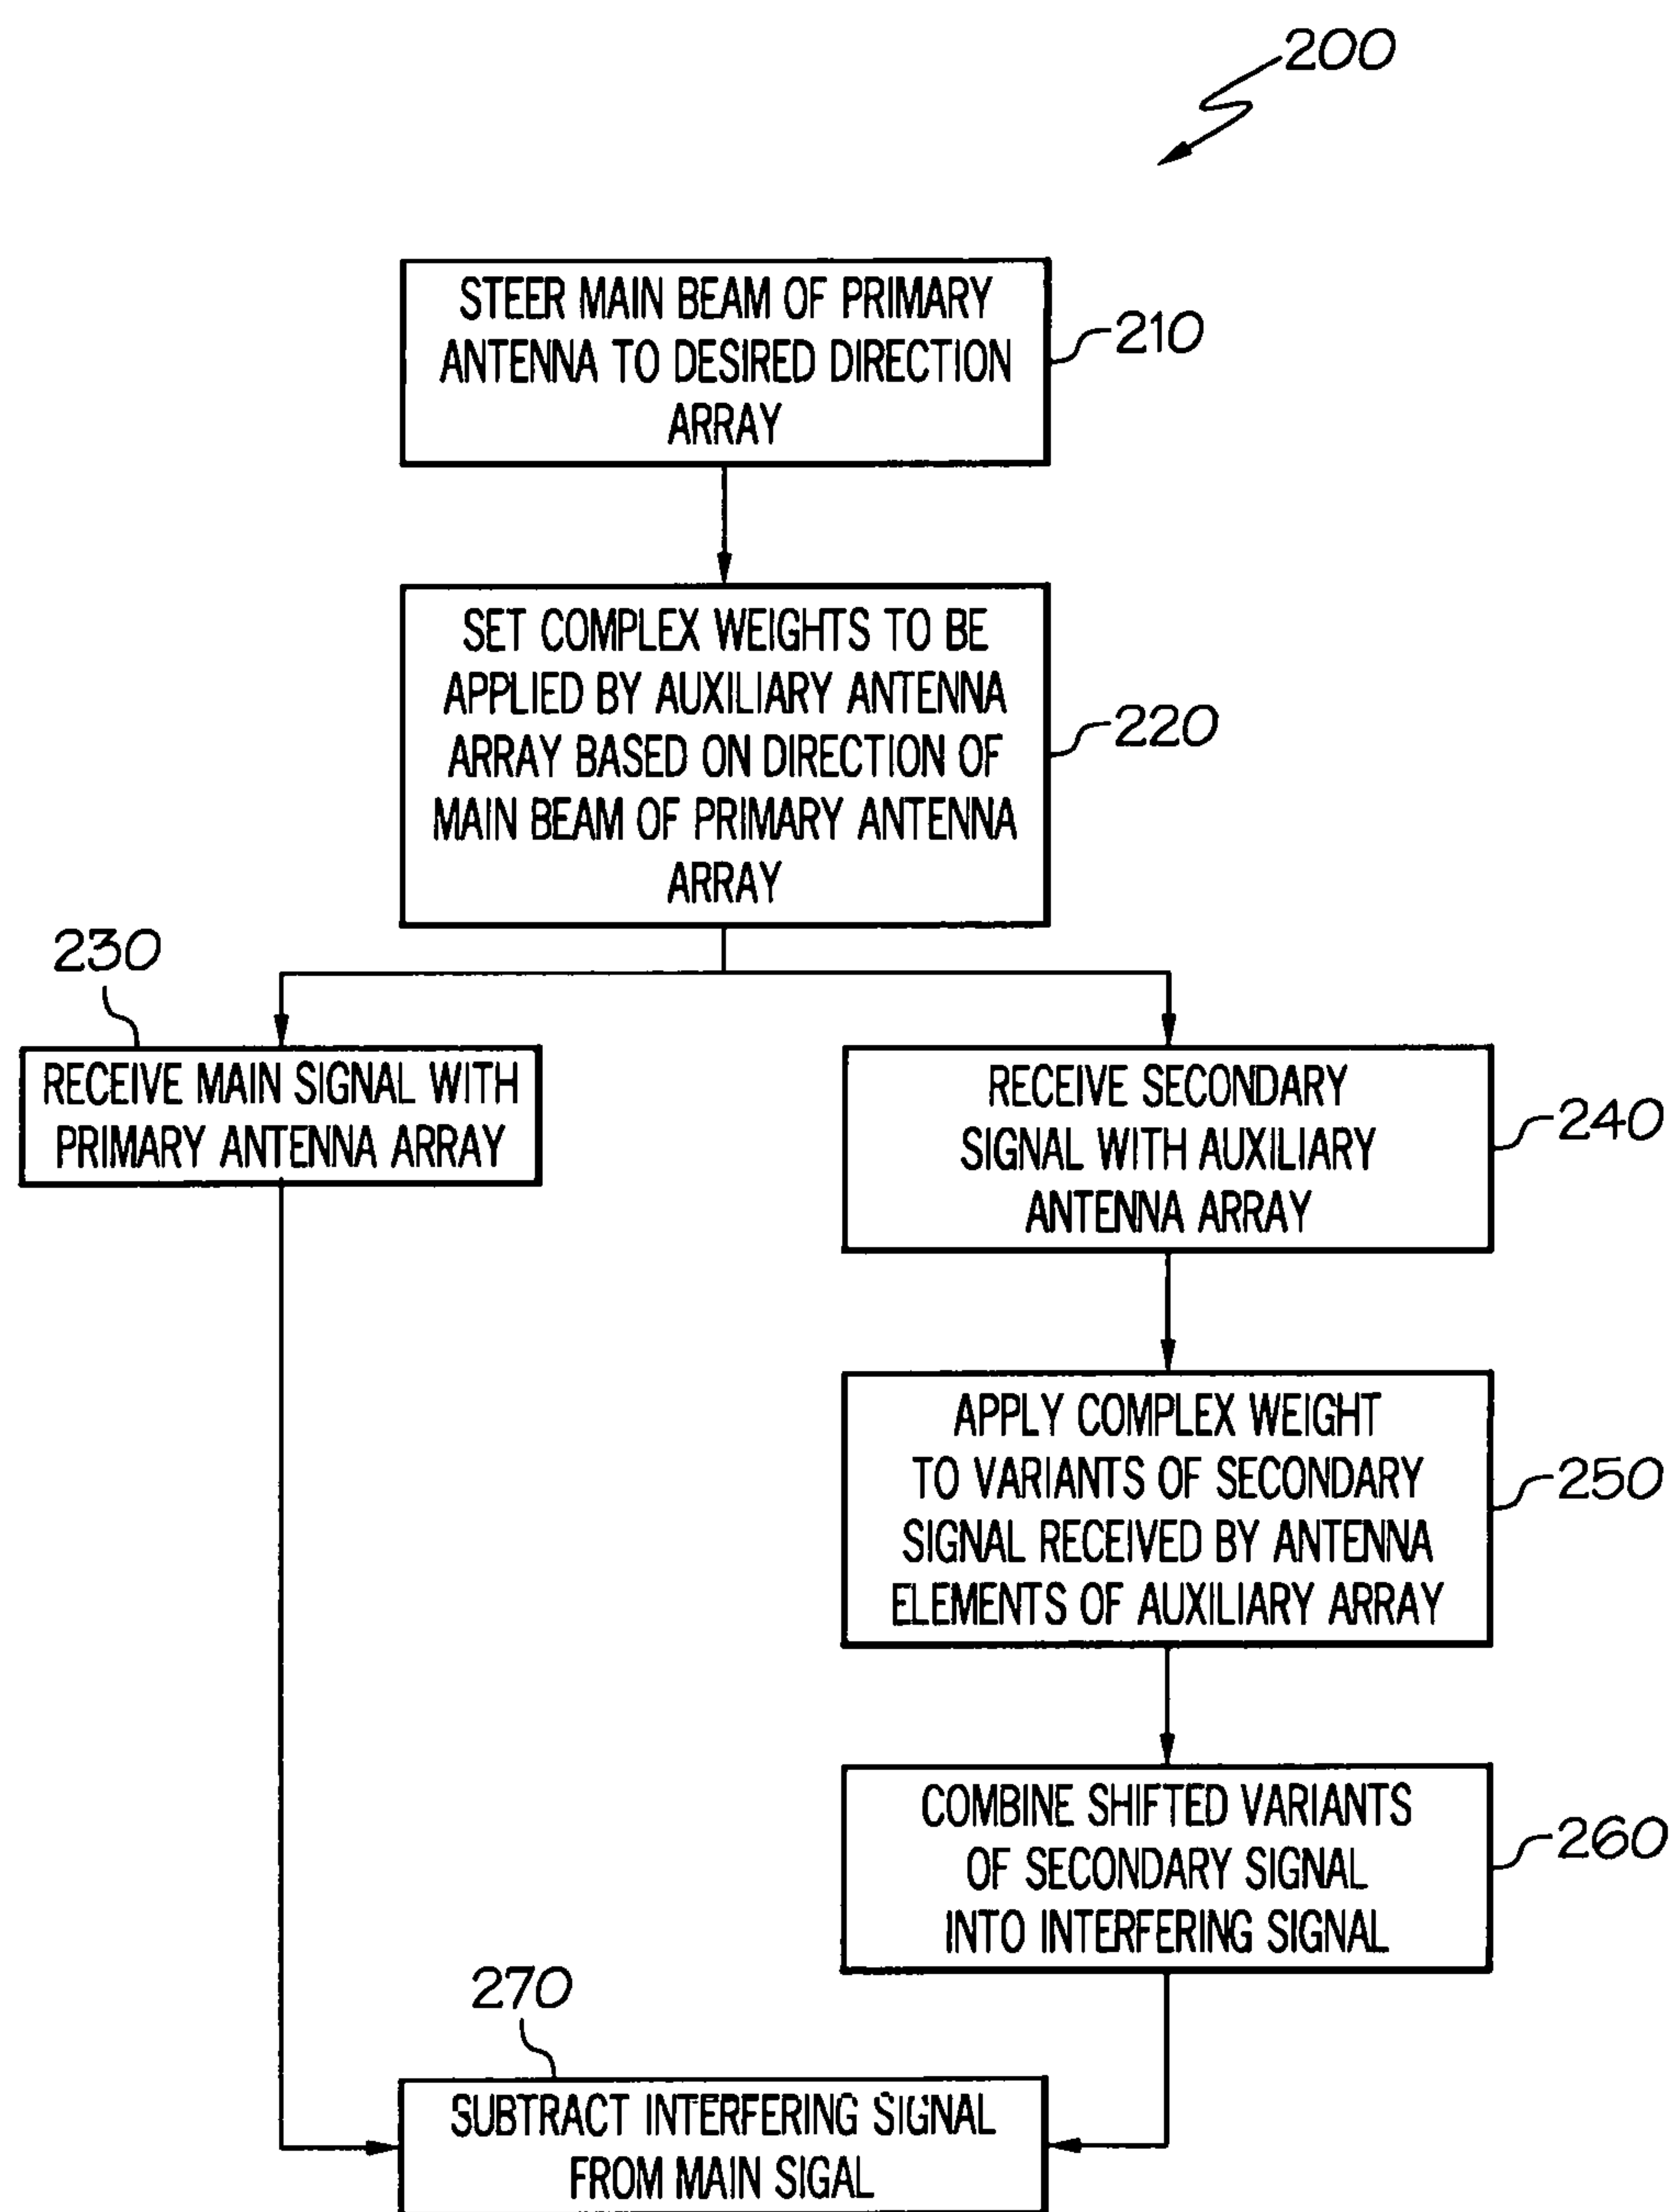 200
STEER MAIN BEAM OF PRIMARY
ANTENNA TO DESIRED DIRECTION
ARRAY
210
SET COMPLEX WEIGHTS TO BE
APPLIED BY AUXILIARY ANTENNA
ARRAY BASED ON DIRECTION OF
MAIN BEAM OF PRIMARY ANTENNA
ARRAY
220
230
RECEIVE MAIN SIGNAL WITH
PRIMARY ANTENNA ARRAY
RECEIVE SECONDARY
SIGNAL WITH AUXILIARY
ANTENNA ARRAY
240
APPLY COMPLEX WEIGHT
TO VARIANTS OF SECONDARY
SIGNAL RECEIVED BY ANTENNA
ELEMENTS OF AUXILIARY ARRAY
250
COMBINE SHIFTED VARIANTS
OF SECONDARY SIGNAL
INTO INTERFERING SIGNAL
260
270
SUBTRACT INTERFERING SIGNAL
FROM MAIN SIGAL